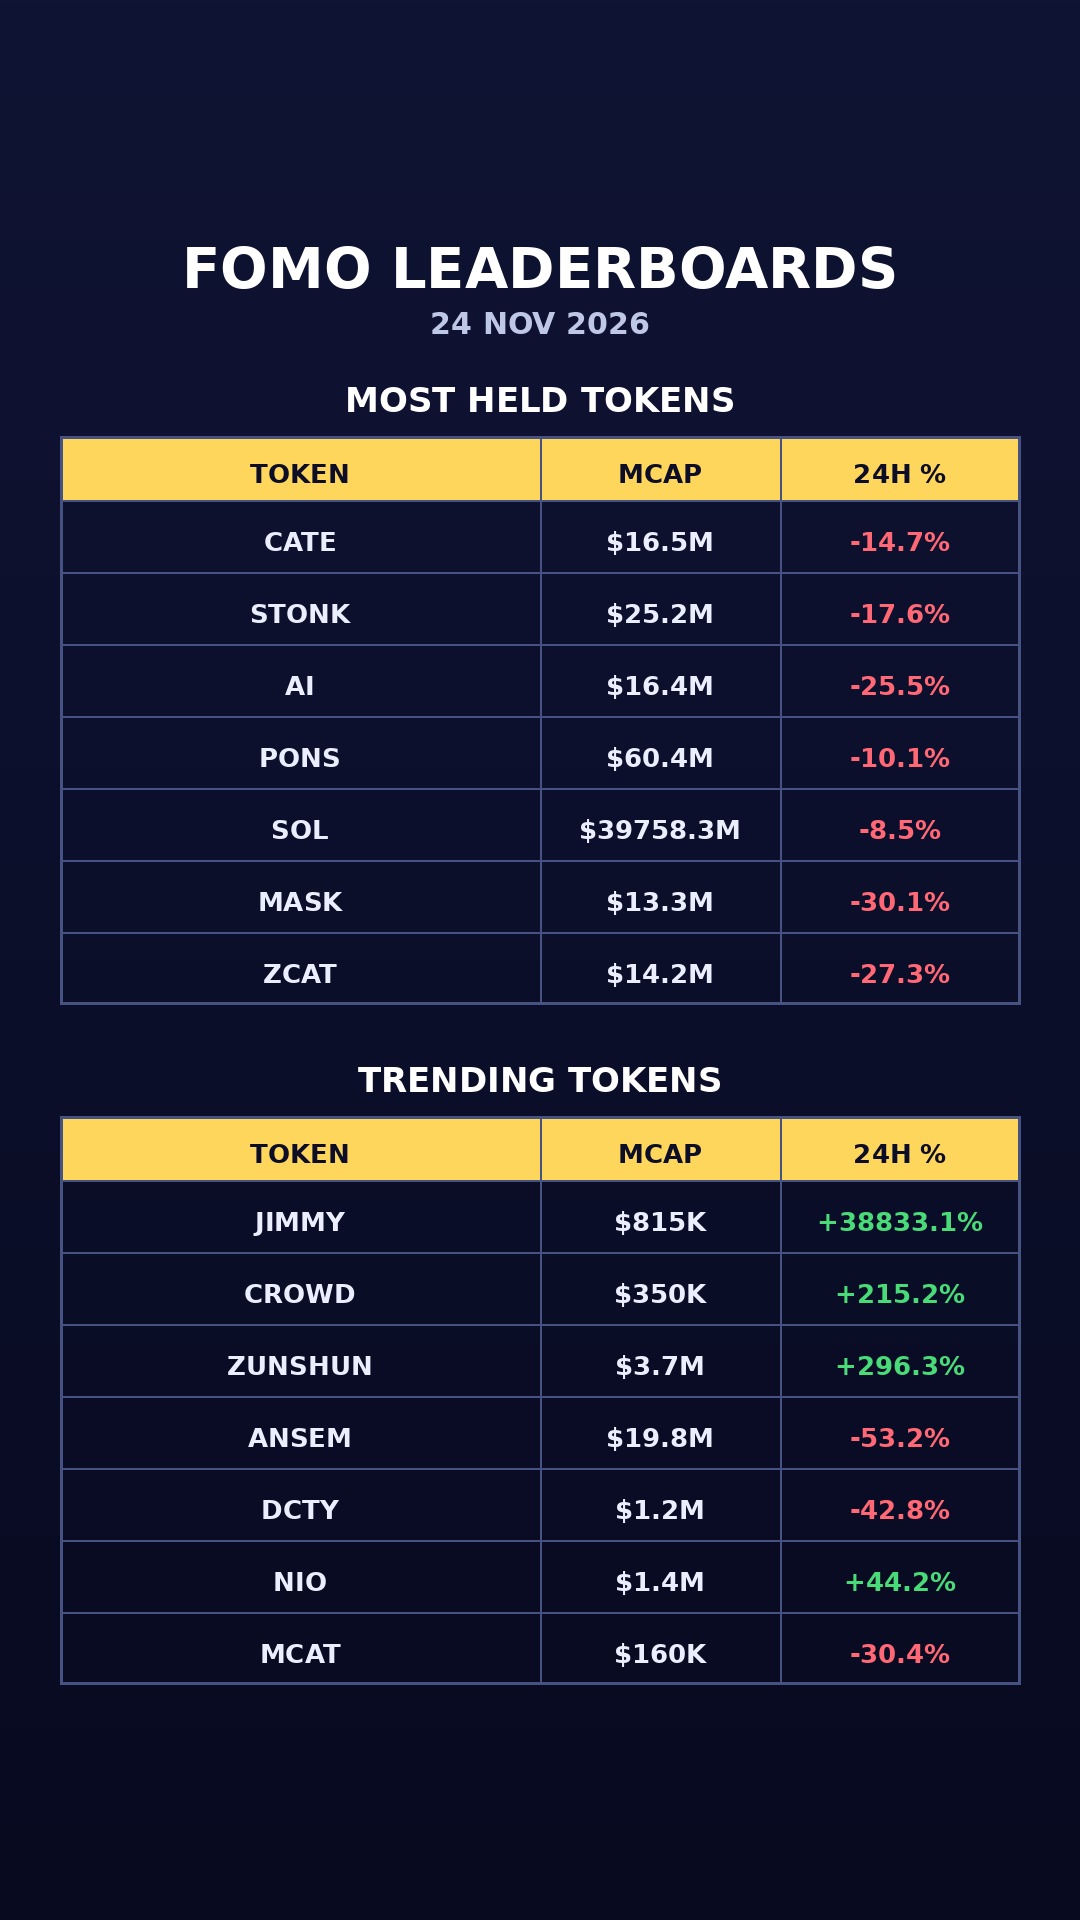 FOMO LEADERBOARDS
24 NOV 2026
MOST HELD TOKENS
TOKEN MCAP 24H %
CATE $16.5M -14.7%
STONK $25.2M -17.6%
AI $16.4M -25.5%
PONS $60.4M -10.1%
SOL $39758.3M -8.5%
MASK $13.3M -30.1%
ZCAT $14.2M -27.3%
TRENDING TOKENS
TOKEN MCAP 24H %
JIMMY $815K +38833.1%
CROWD $350K +215.2%
ZUNSHUN $3.7M +296.3%
ANSEM $19.8M -53.2%
DCTY $1.2M -42.8%
NIO $1.4M +44.2%
MCAT $160K -30.4%